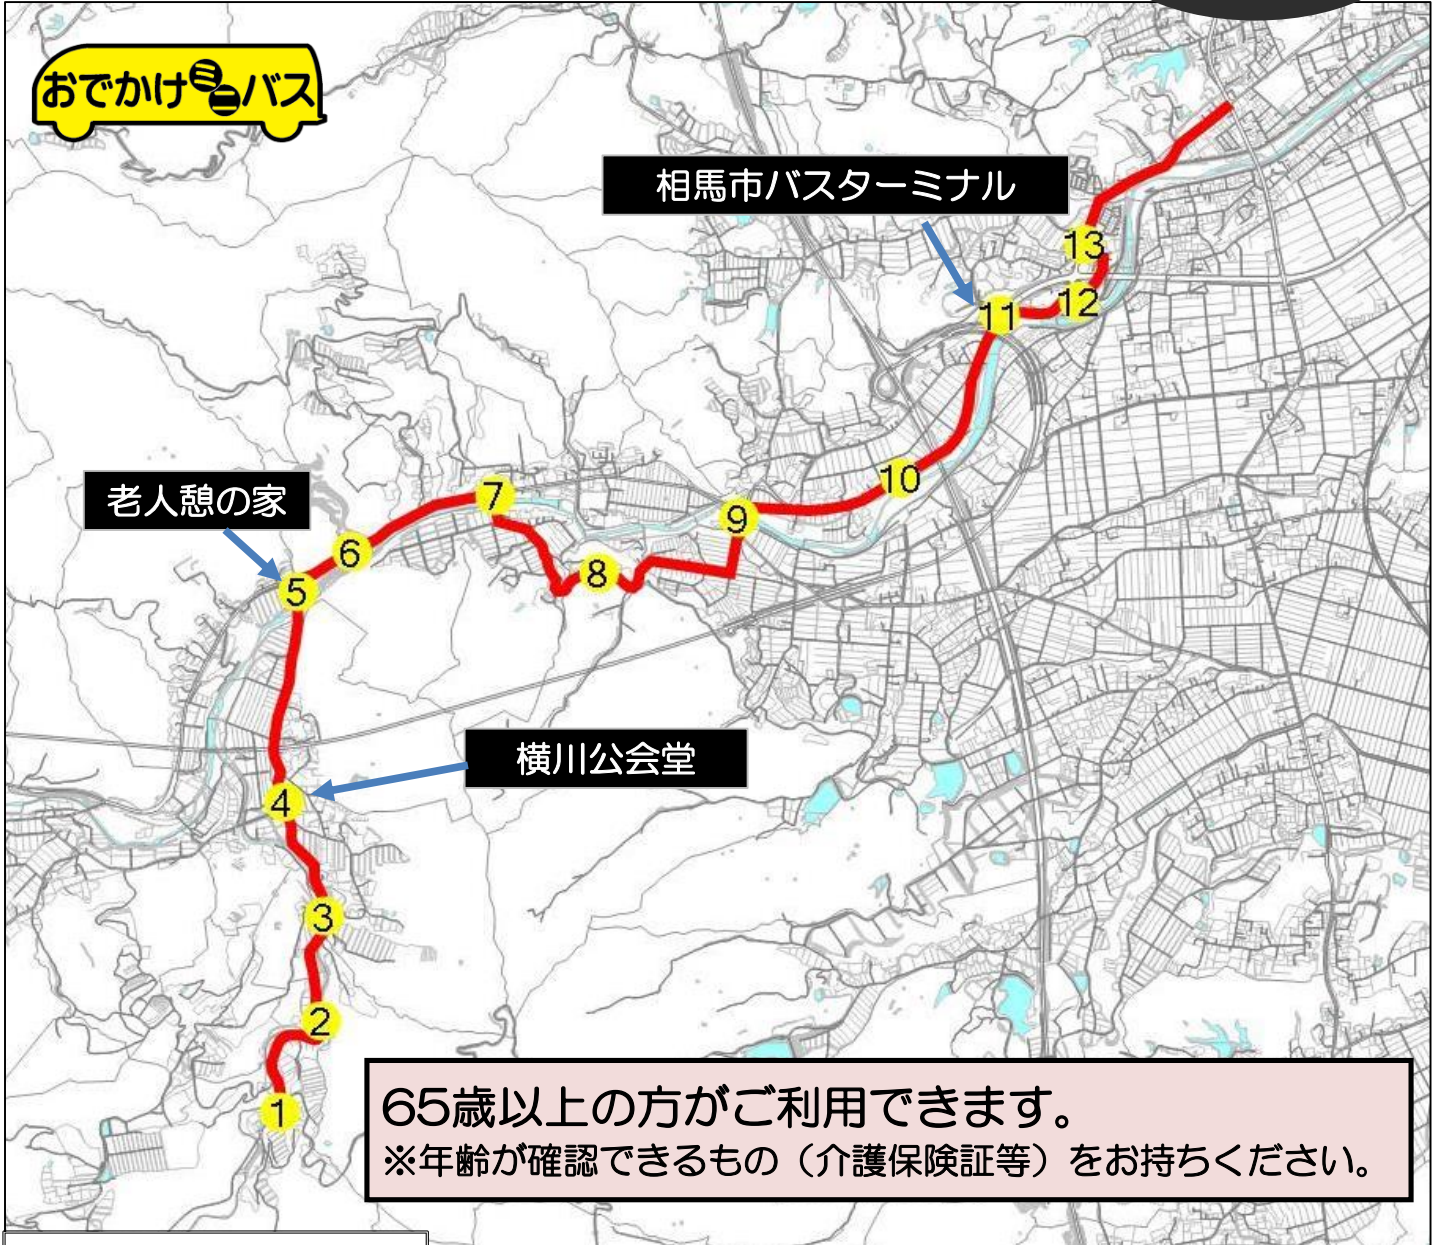 おでかけミニバス
相馬市バスターミナル
13
12
11
10
9
8
7
老人憩の家
6
5
横川公会堂
4
3
2
1
65歳以上の方がご利用できます。
※年齢が確認できるもの（介護保険証等）をお持ちください。